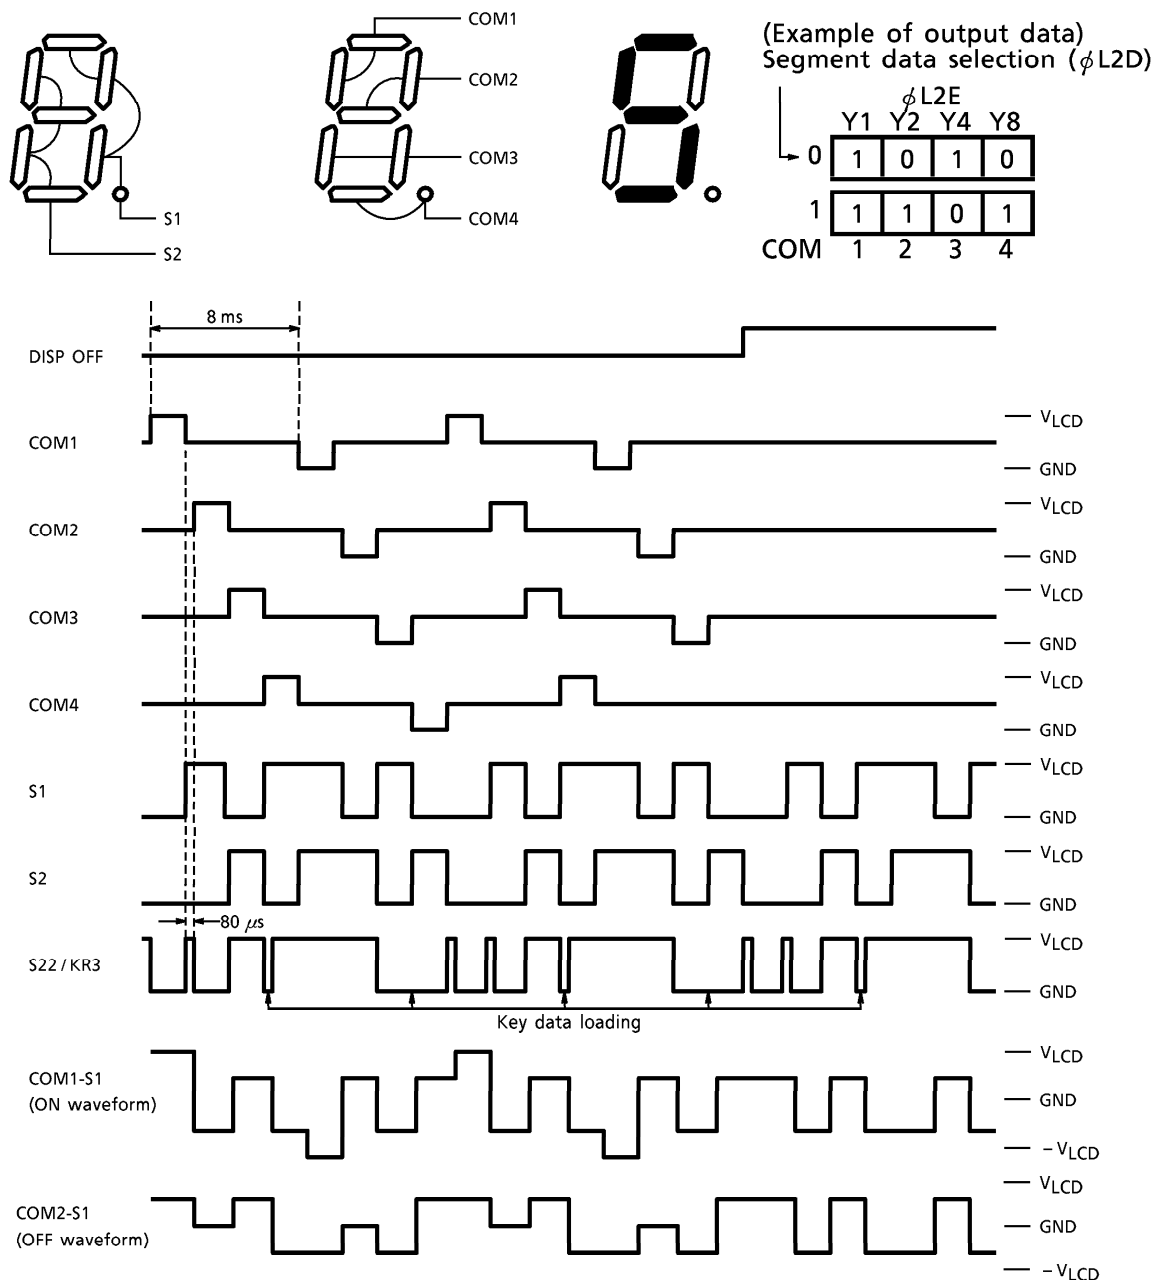 COM1
COM2
COM3
COM4
S1
S2
(Example of output data)
Segment data selection (ϕL2D)
ϕL2E
Y1 Y2 Y4 Y8
0 1 0 1 0
1 1 1 0 1
COM 1 2 3 4
8 ms
DISP OFF
COM1
VLCD
GND
COM2
VLCD
GND
COM3
VLCD
GND
COM4
VLCD
GND
S1
VLCD
GND
S2
VLCD
GND
80 μs
S22 / KR3
VLCD
GND
Key data loading
COM1-S1
(ON waveform)
VLCD
GND
– VLCD
COM2-S1
(OFF waveform)
VLCD
GND
– VLCD